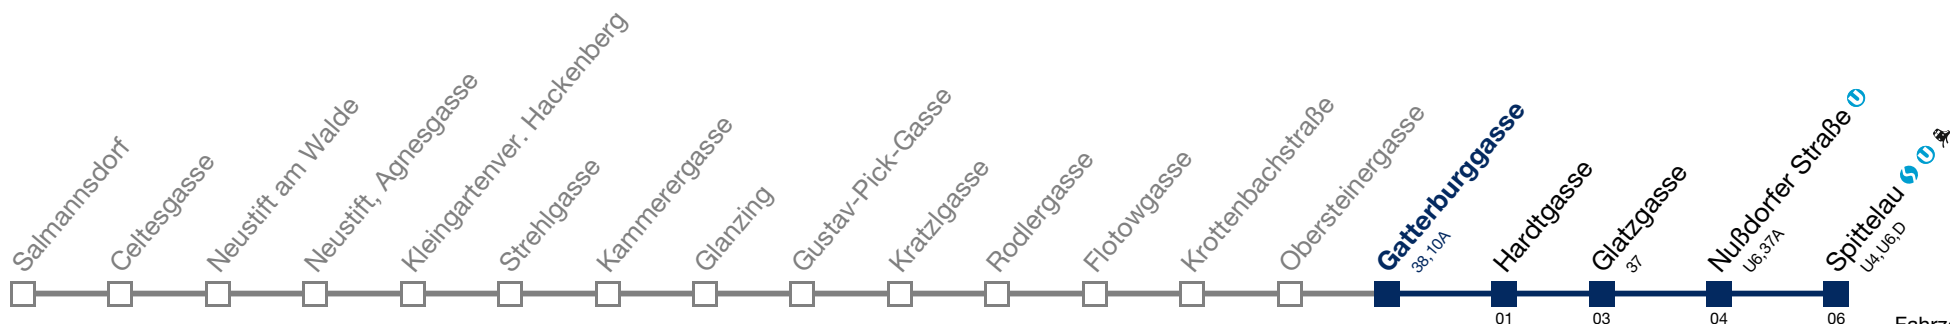 Salmannsdorf
Celtesgasse
Neustift am Walde
Neustift, Agnesgasse
Kleingartenver. Hackenberg
Strehlgasse
Kammerergasse
Glanzing
Gustav-Pick-Gasse
Kratzlgasse
Rodlergasse
Flotowgasse
Krottenbachstraße
Obersteinergasse
Gatterburggasse
38, 10A
Hardtgasse
Glatzgasse
37
Nußdorfer Straße U
U6, 37A
Spittelau S U
U4, U6, D
01
03
04
06